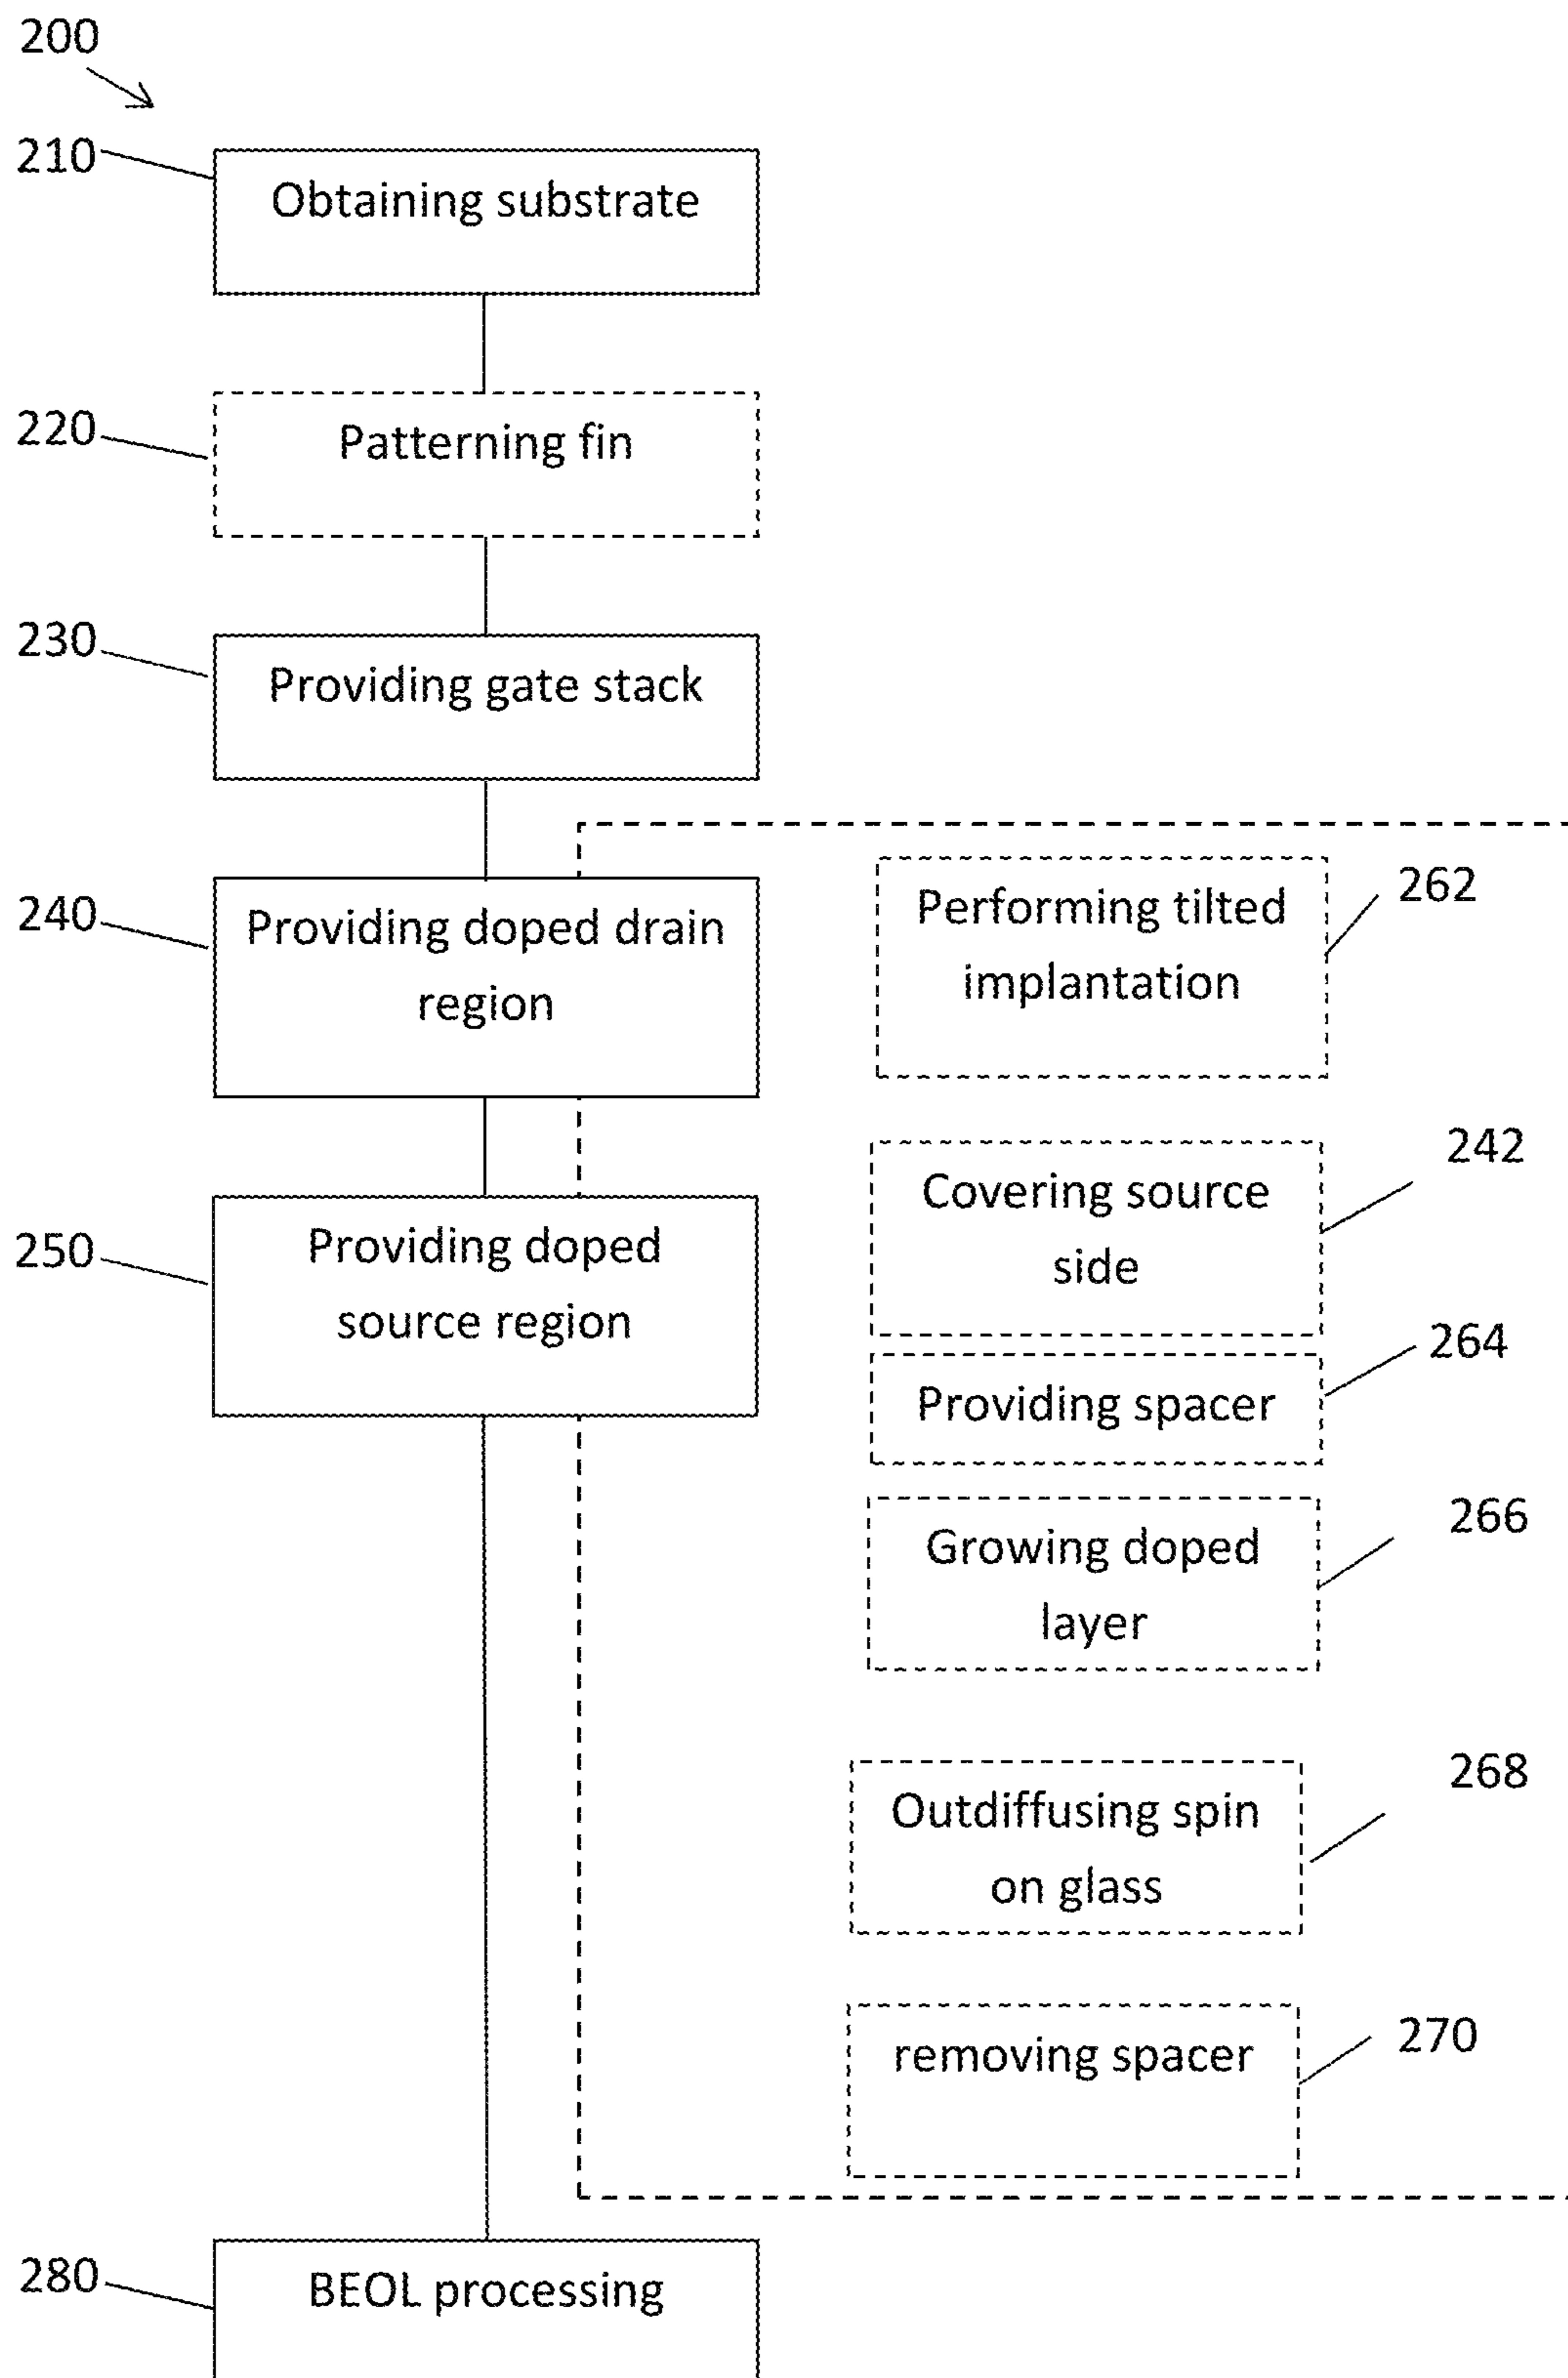 200
210
Obtaining substrate
220
Patterning fin
230
Providing gate stack
240
Providing doped drain
region
250
Providing doped
source region
Performing tilted
implantation
262
Covering source
side
242
Providing spacer
264
Growing doped
layer
266
Outdiffusing spin
on glass
268
removing spacer
270
280
BEOL processing